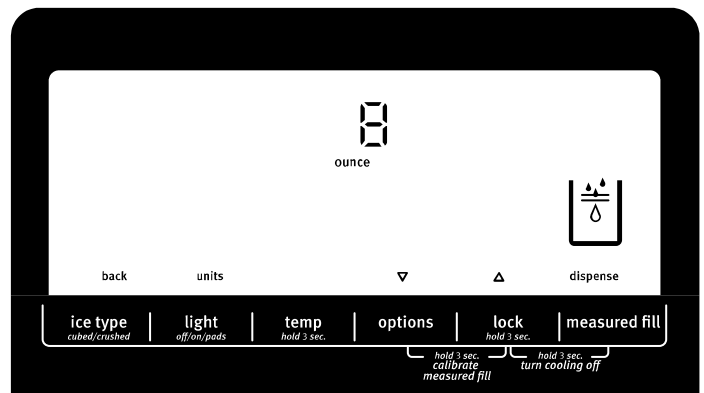 8
ounce
back units ▽ △ dispense
ice type light temp options lock measured fill
cubed/crushed off/on/pads hold 3 sec. hold 3 sec.
hold 3 sec. hold 3 sec.
calibrate turn cooling off
measured fill